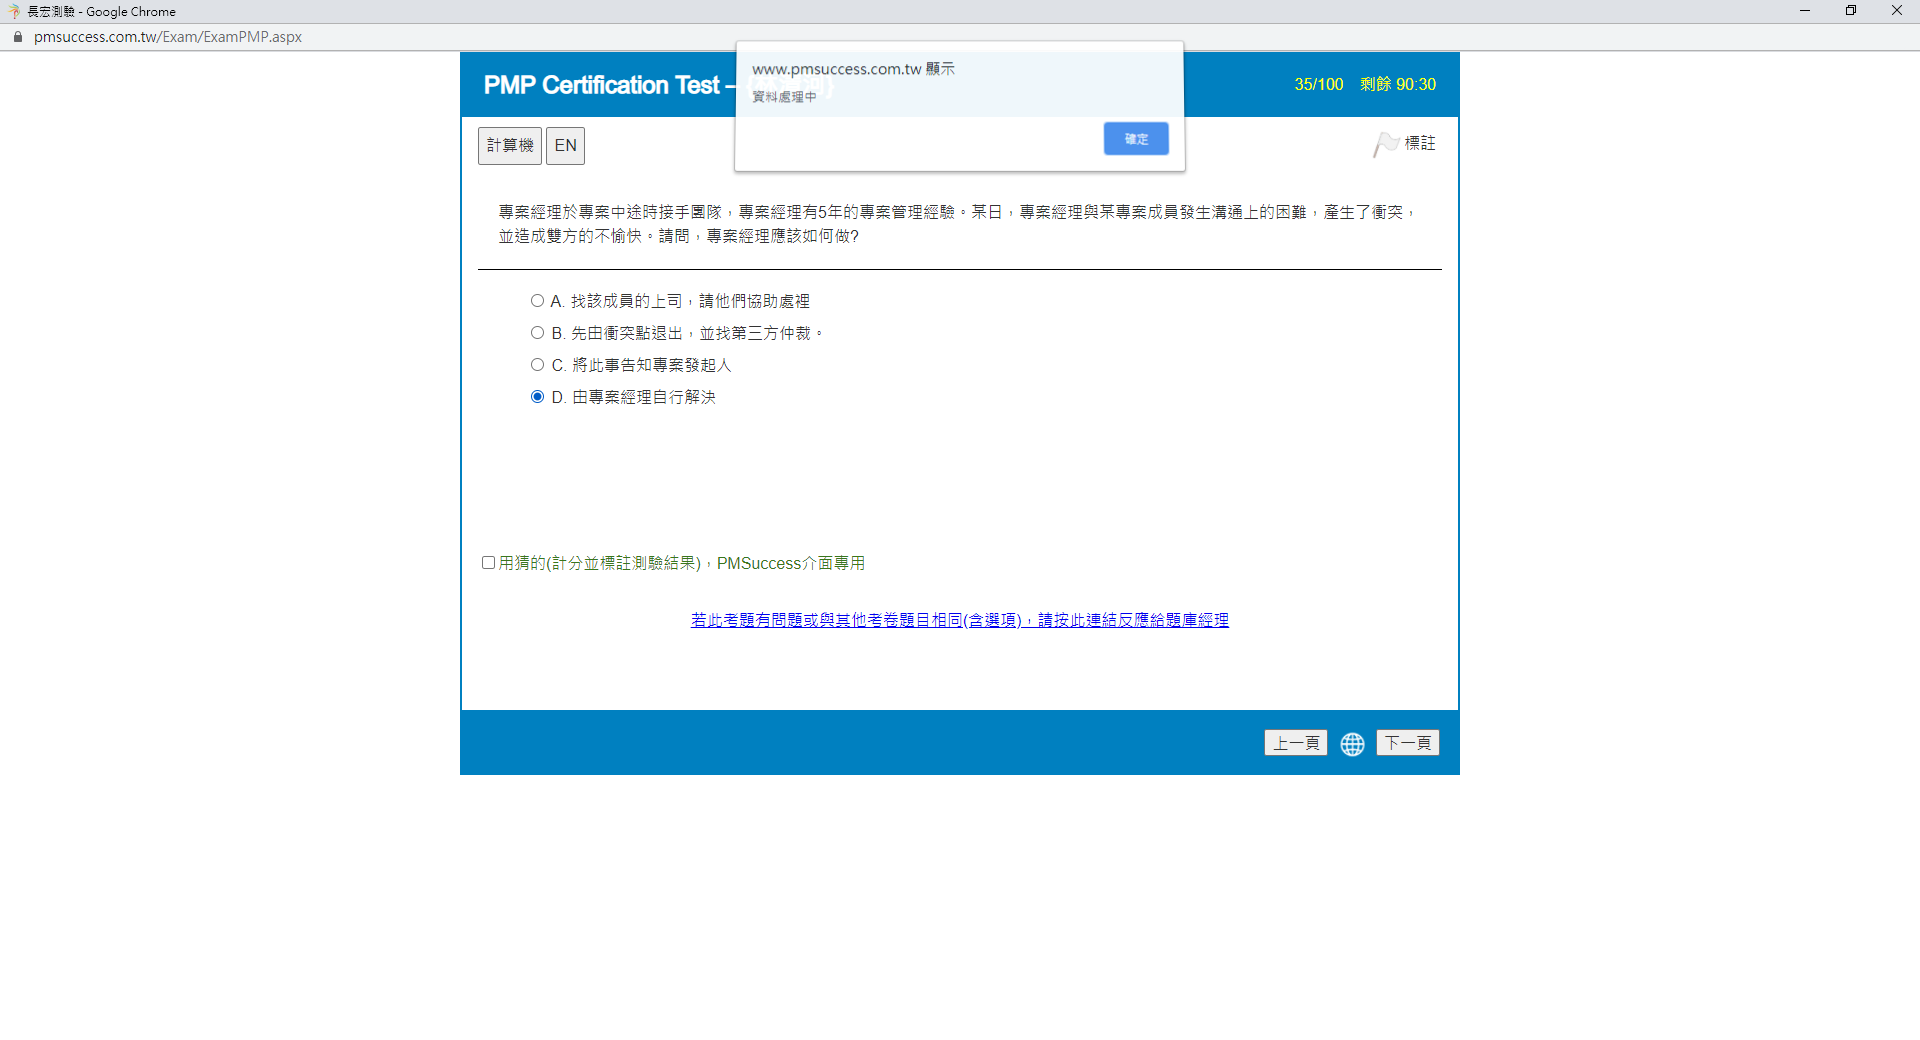 長宏測驗 - Google Chrome
pmsuccess.com.tw/Exam/ExamPMP.aspx
www.pmsuccess.com.tw 顯示
資料處理中
確定
PMP Certification Test –
35/100 剩餘 90:30
計算機 EN
標註
專案經理於專案中途時接手團隊，專案經理有5年的專案管理經驗。某日，專案經理與某專案成員發生溝通上的困難，產生了衝突，
並造成雙方的不愉快。請問，專案經理應該如何做?
A. 找該成員的上司，請他們協助處裡
B. 先由衝突點退出，並找第三方仲裁。
C. 將此事告知專案發起人
D. 由專案經理自行解決
用猜的(計分並標註測驗結果)，PMSuccess介面專用
若此考題有問題或與其他考卷題目相同(含選項)，請按此連結反應給題庫經理
上一頁 下一頁